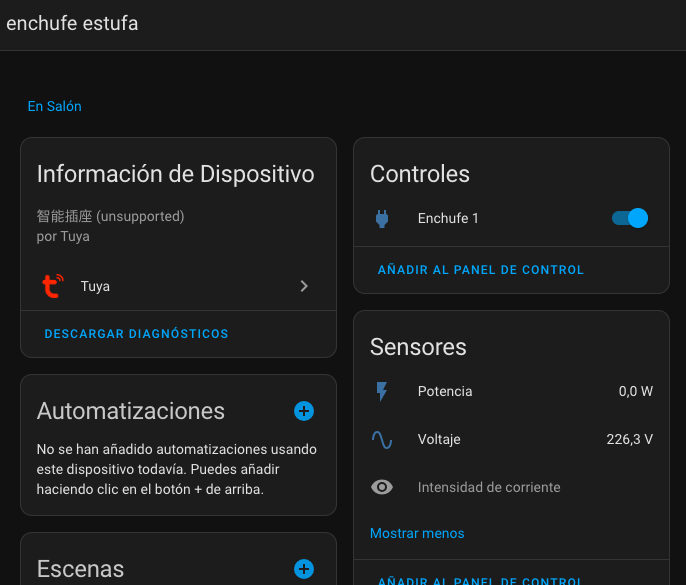 enchufe estufa
En Salón
Información de Dispositivo
智能插座 (unsupported)
por Tuya
Tuya
DESCARGAR DIAGNÓSTICOS
Automatizaciones
No se han añadido automatizaciones usando
este dispositivo todavía. Puedes añadir
haciendo clic en el botón + de arriba.
Escenas
Controles
Enchufe 1
AÑADIR AL PANEL DE CONTROL
Sensores
Potencia 0,0 W
Voltaje 226,3 V
Intensidad de corriente
Mostrar menos
AÑADIR AL PANEL DE CONTROL